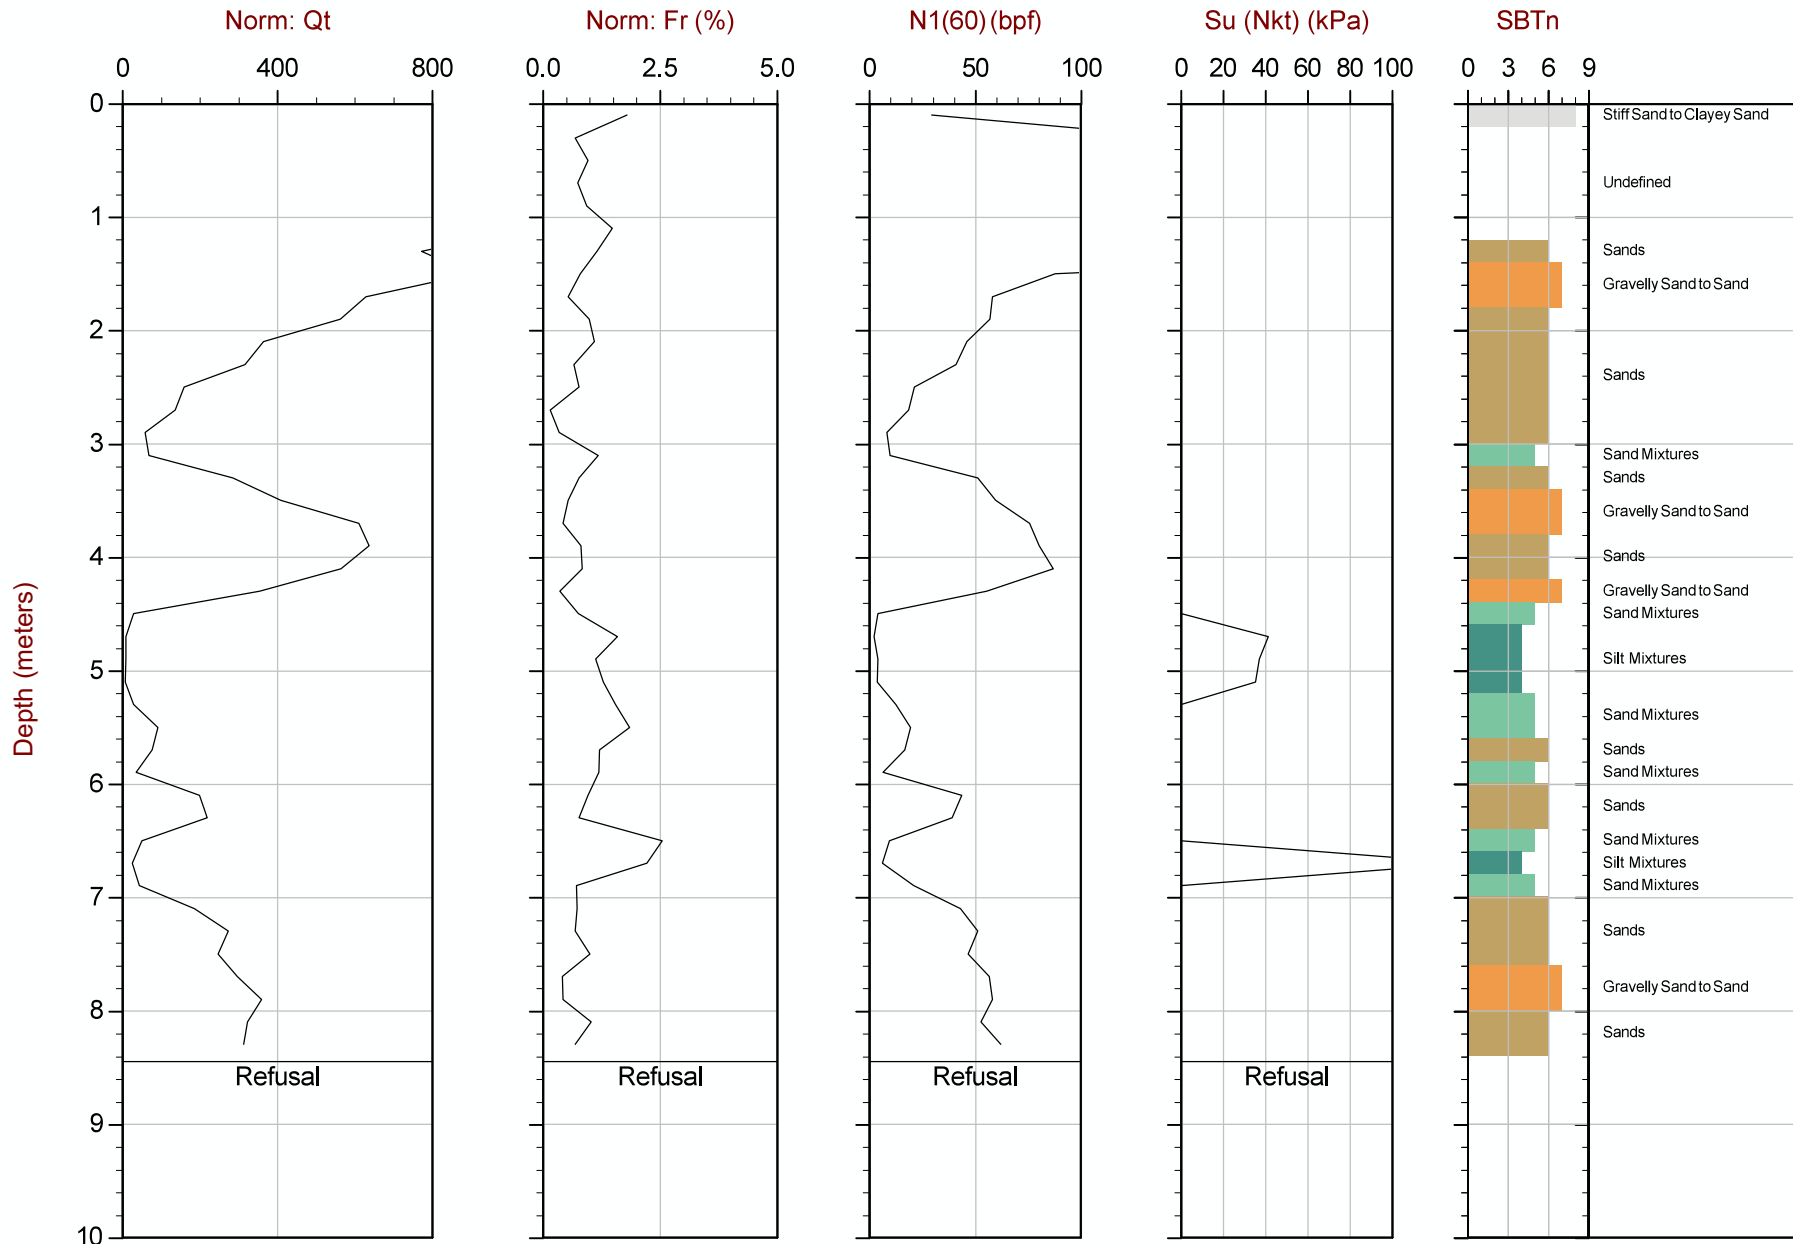 Norm: Qt Norm: Fr (%) N1(60) (bpf) Su (Nkt) (kPa) SBTn
0 400 800 0.0 2.5 5.0 0 50 100 0 20 40 60 80 100 0 3 6 9
0
Stiff Sand to Clayey Sand
Undefined
1
Sands
Gravelly Sand to Sand
2
Sands
3
Sand Mixtures
Sands
Gravelly Sand to Sand
4
Sands
Gravelly Sand to Sand
Sand Mixtures
Silt Mixtures
5
Depth (meters)
Sand Mixtures
Sands
Sand Mixtures
6
Sands
Sand Mixtures
Silt Mixtures
Sand Mixtures
7
Sands
Gravelly Sand to Sand
8
Sands
Refusal Refusal Refusal Refusal
9
10